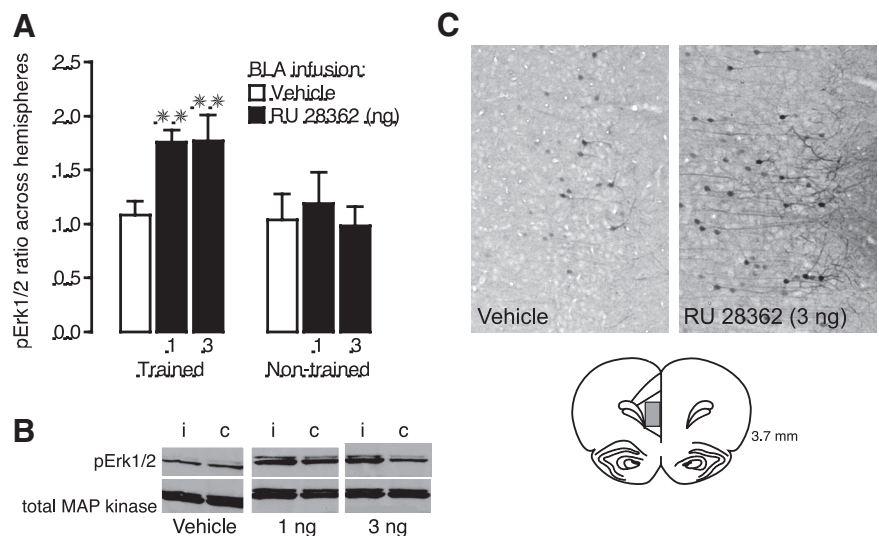 A
pErk1/2 ratio across hemispheres
2.5
2.0
1.5
1.0
0.5
0.0
BLA infusion:
Vehicle
RU 28362 (ng)
** **
1 3 1 3
Trained Non-trained
B
i c i c i c
pErk1/2
total MAP kinase
Vehicle 1 ng 3 ng
C
Vehicle RU 28362 (3 ng)
3.7 mm